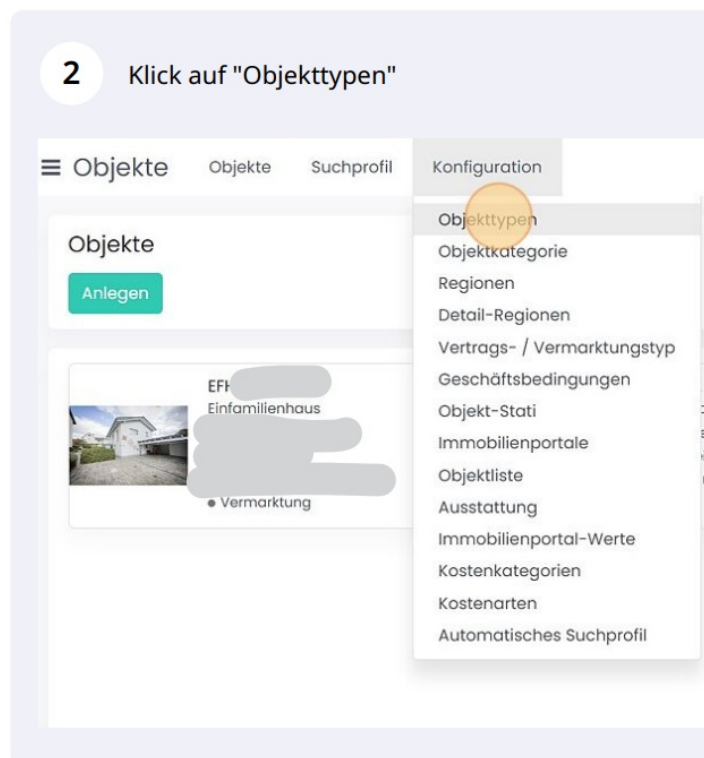 2 Klick auf "Objekttypen"
Objekte Objekte Suchprofil Konfiguration
Objekte
Anlegen
EFH
Einfamilienhaus
Vermarktung
Objekttypen
Objektkategorie
Regionen
Detail-Regionen
Vertrags- / Vermarktungstyp
Geschäftsbedingungen
Objekt-Stati
Immobilienportale
Objektliste
Ausstattung
Immobilienportal-Werte
Kostenkategorien
Kostenarten
Automatisches Suchprofil